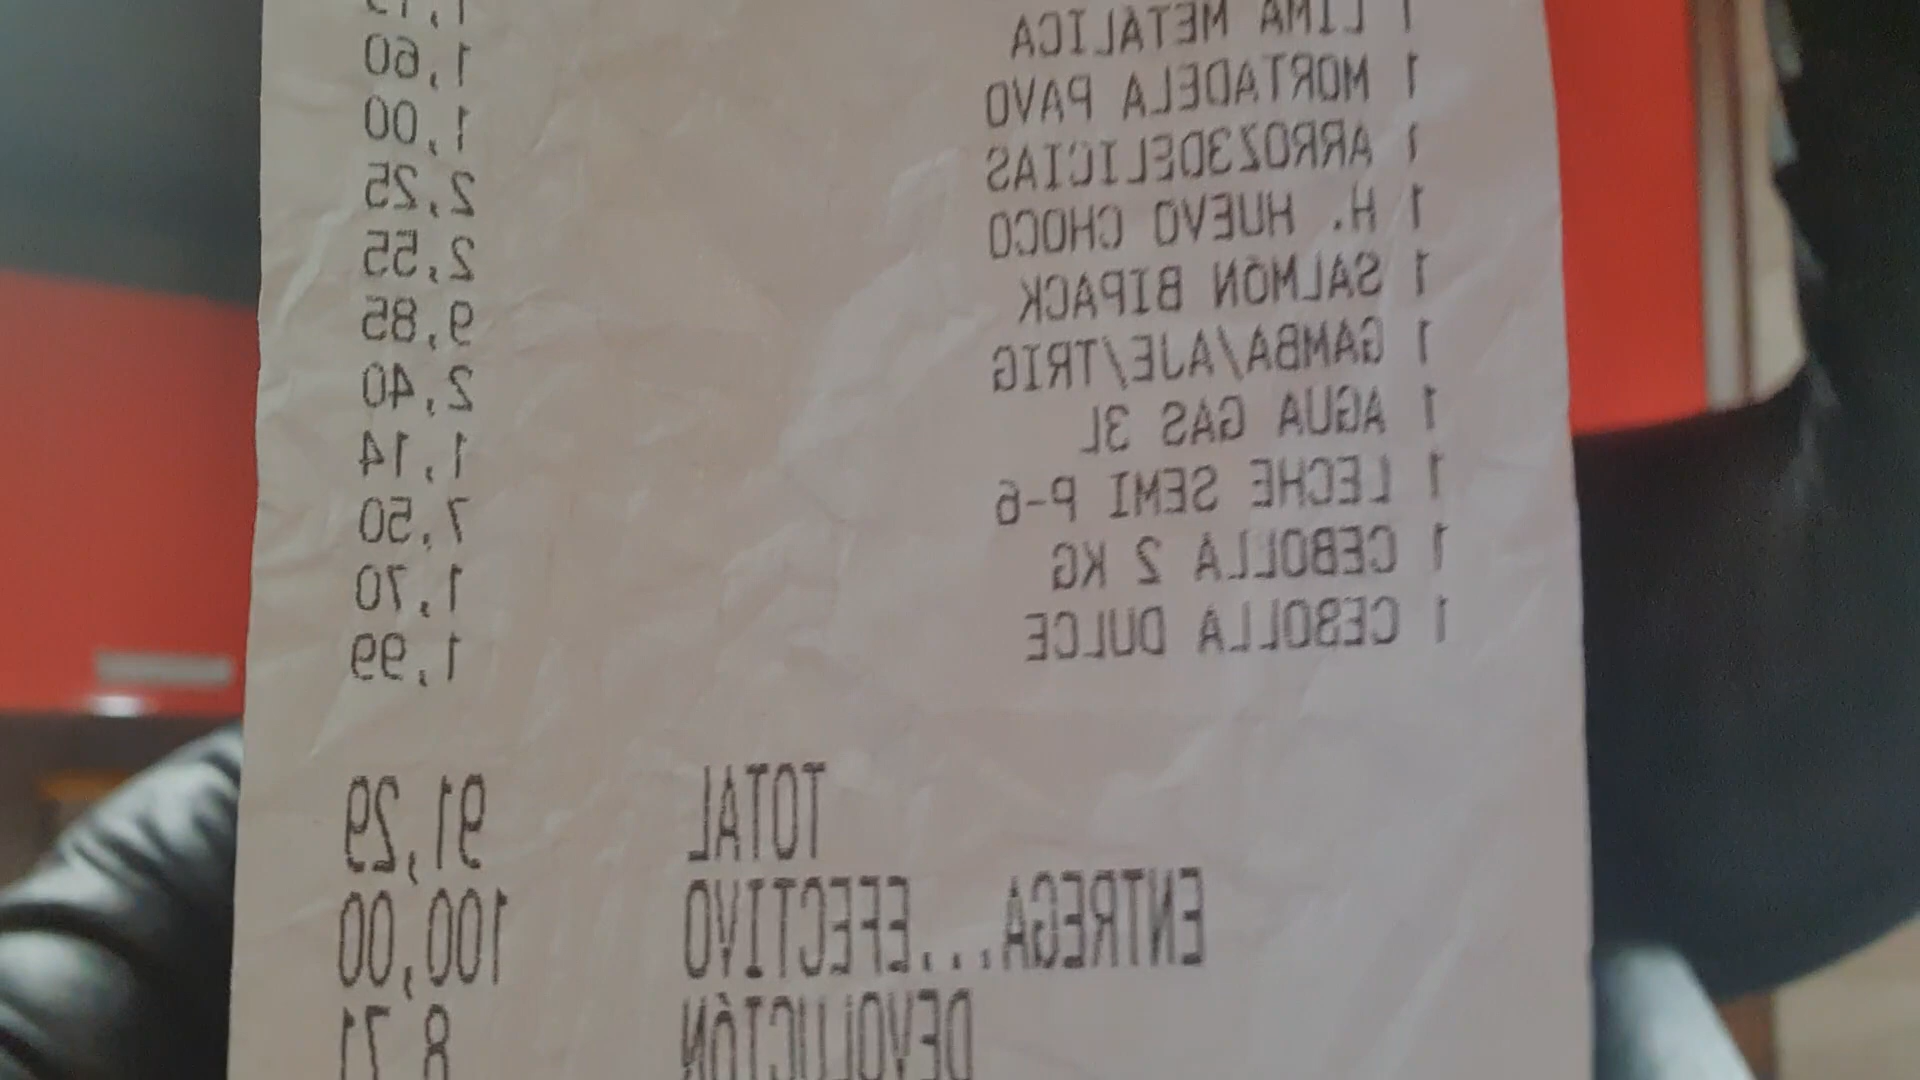 1 LIMA METÁLICA 1,60
1 MORTADELA PAVO 1,00
1 ARROZ3DELICIAS 2,25
1 H. HUEVO CHOCO 2,55
1 SALMÓN BIPACK 9,85
1 GAMBA/AJE/TRIG 2,40
1 AGUA GAS 3L 1,14
1 LECHE SEMI P-6 7,50
1 CEBOLLA 2 KG 1,70
1 CEBOLLA DULCE 1,99
TOTAL 91,29
ENTREGA...EFECTIVO 100,00
DEVOLUCIÓN 8,71